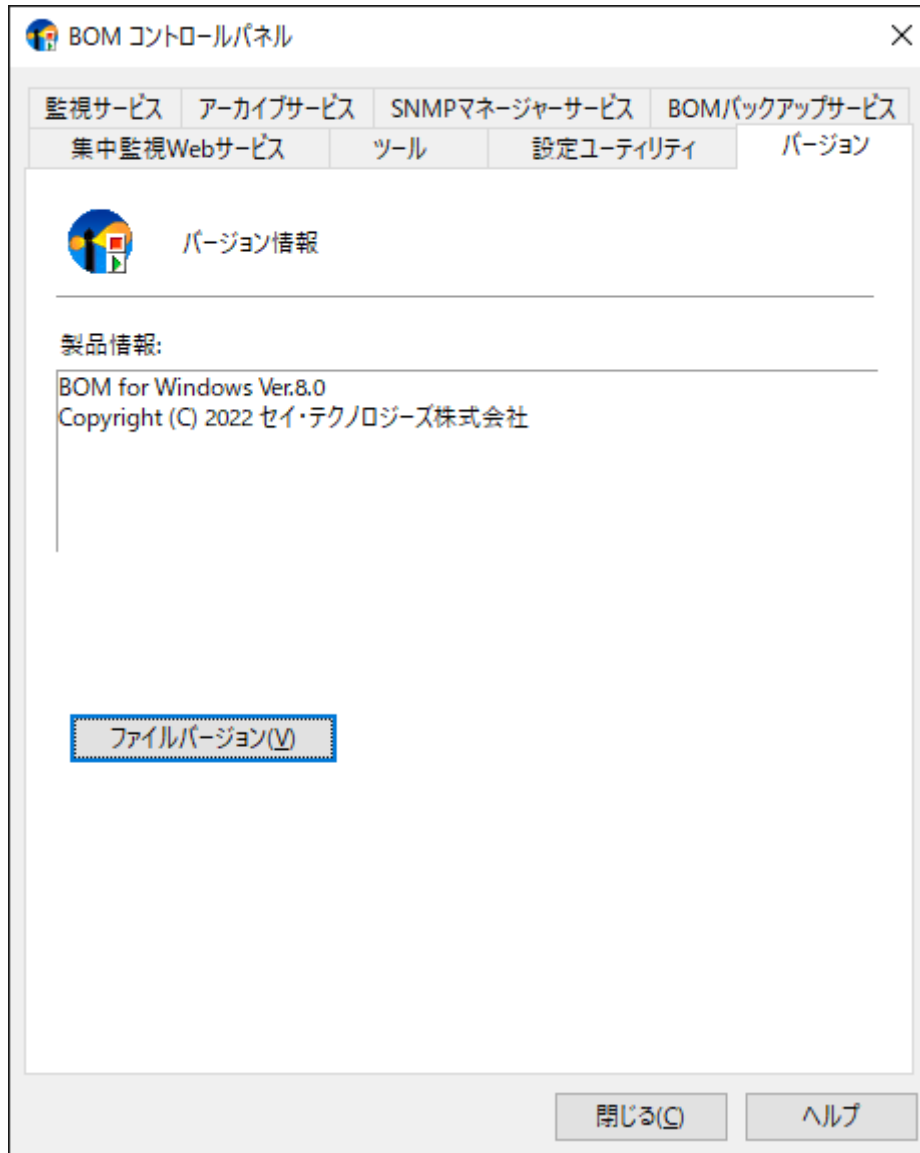 BOM コントロールパネル
監視サービス アーカイブサービス SNMPマネージャーサービス BOMバックアップサービス
集中監視Webサービス ツール 設定ユーティリティ バージョン
バージョン情報
製品情報:
BOM for Windows Ver.8.0
Copyright (C) 2022 セイ・テクノロジーズ株式会社
ファイルバージョン(V)
閉じる(C) ヘルプ